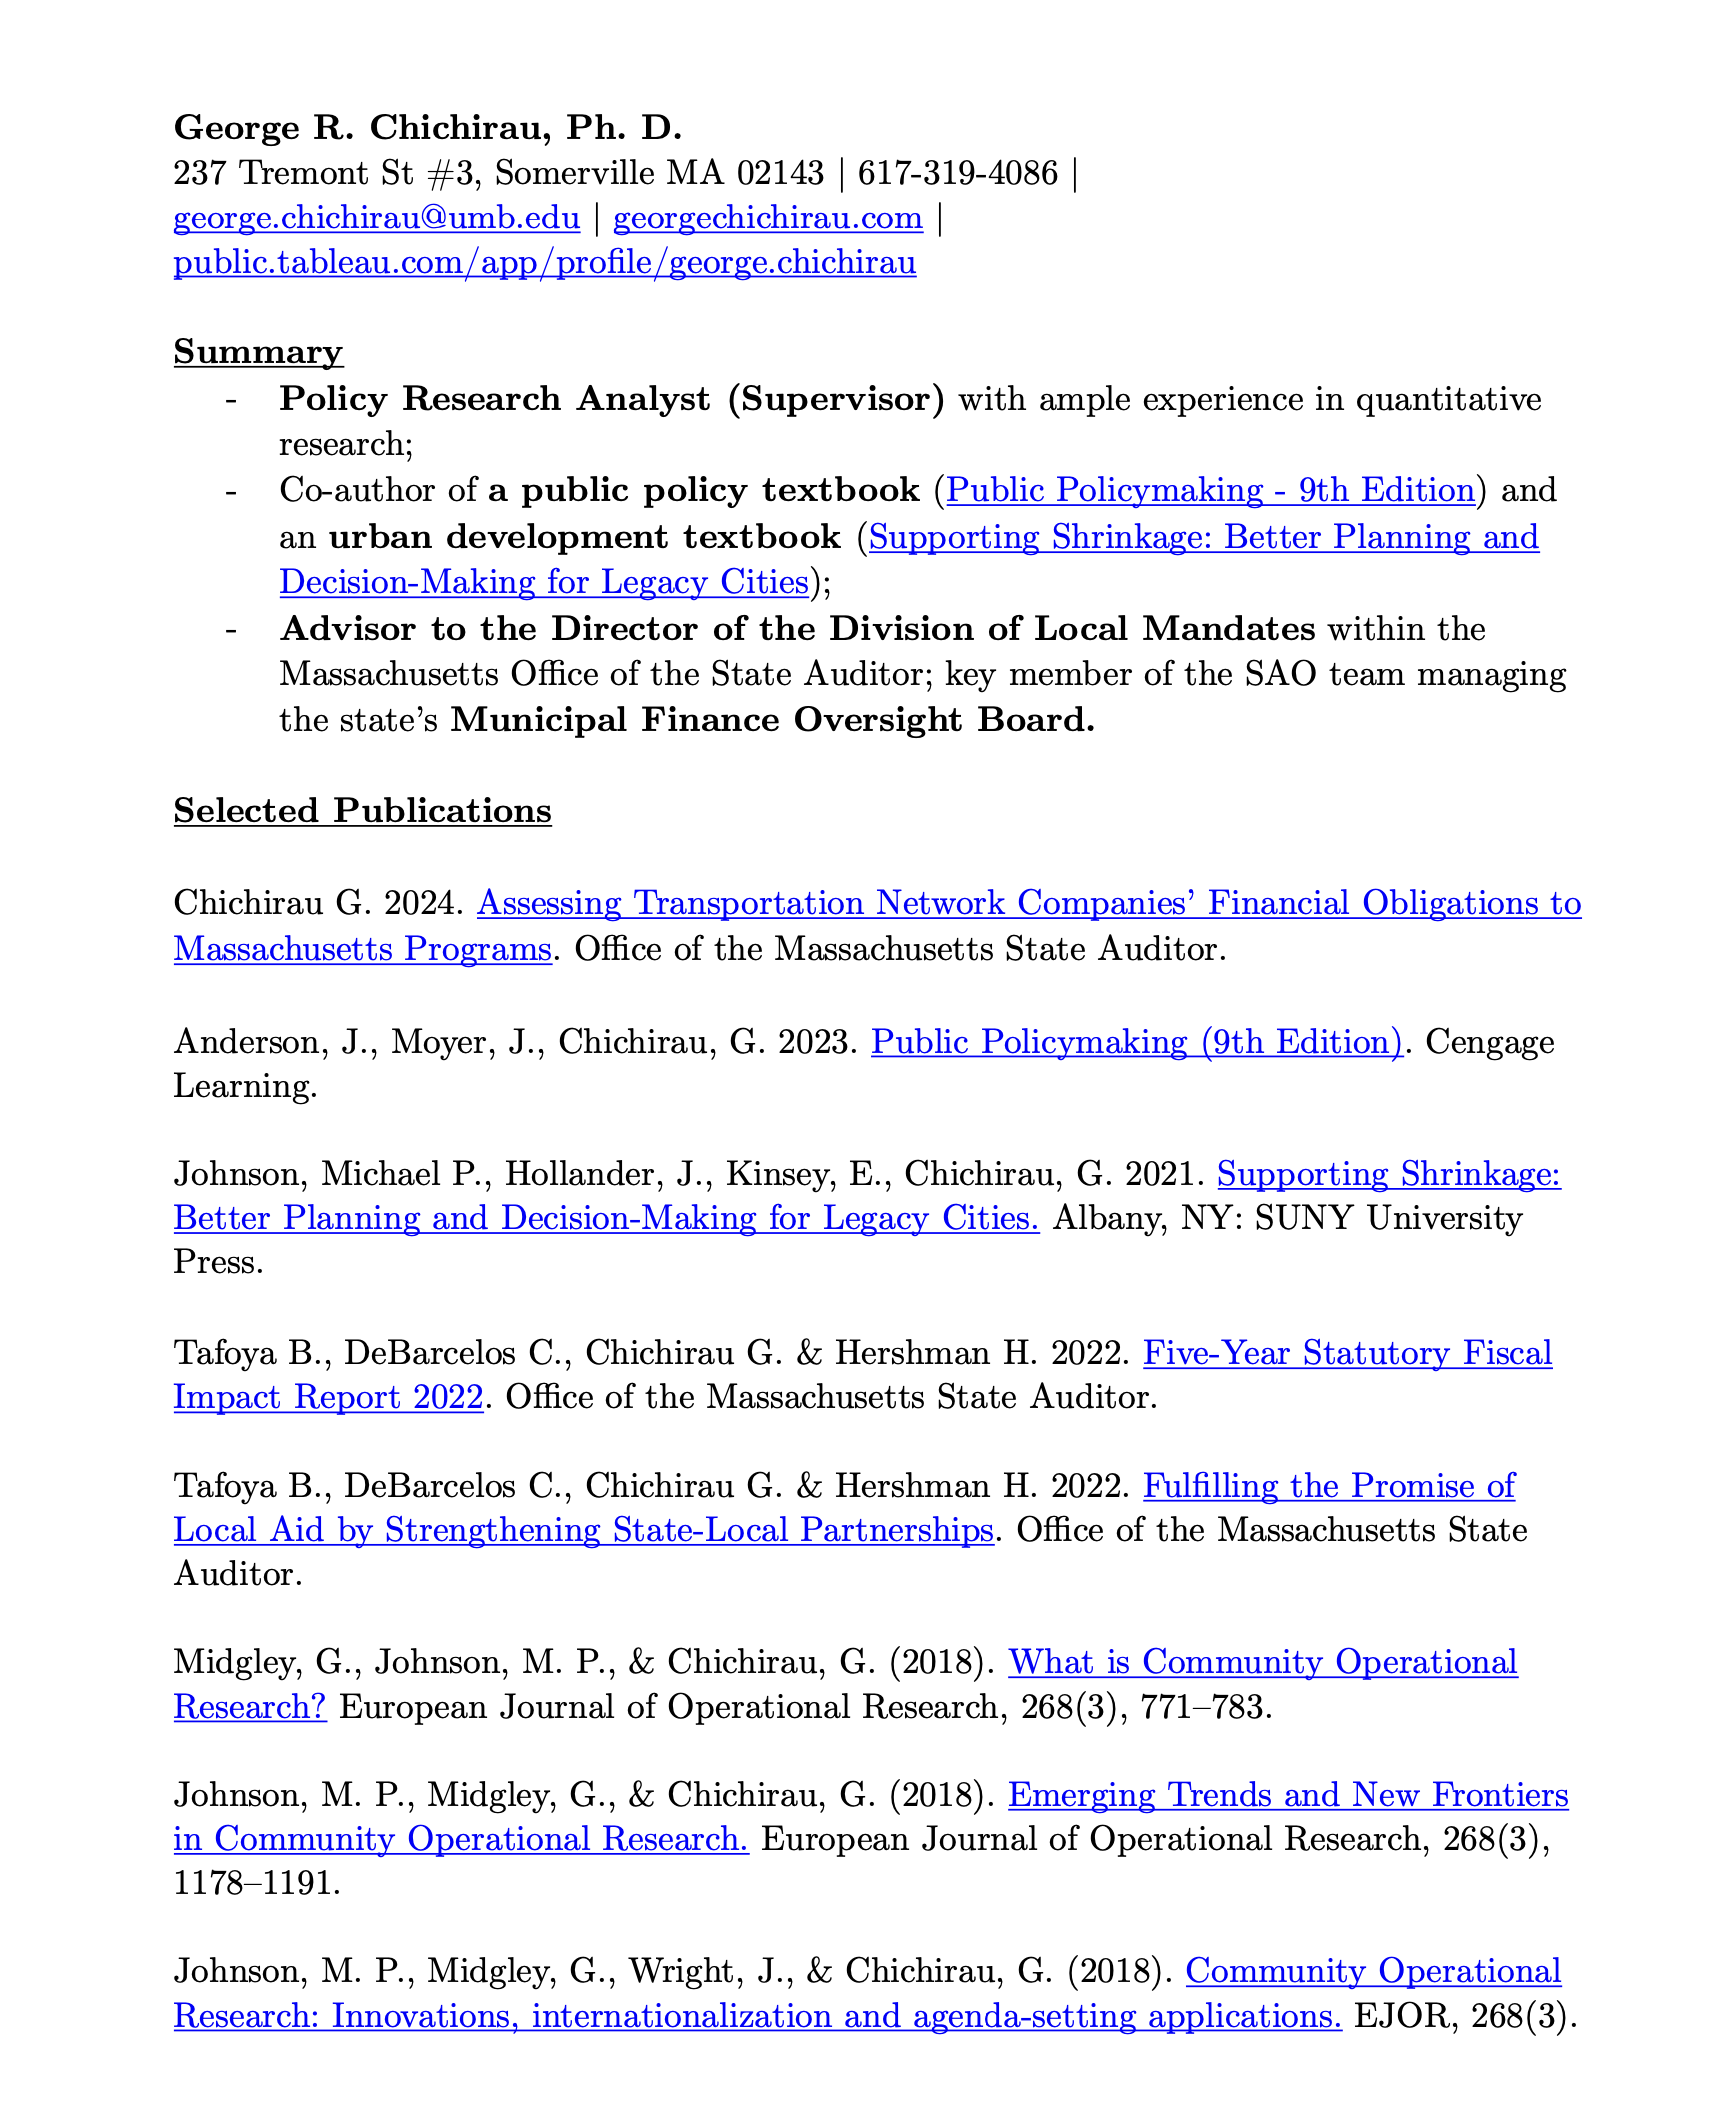 George R. Chichirau, Ph. D.
237 Tremont St #3, Somerville MA 02143 | 617-319-4086 |
george.chichirau@umb.edu | georgechichirau.com |
public.tableau.com/app/profile/george.chichirau
Summary
- Policy Research Analyst (Supervisor) with ample experience in quantitative
research;
- Co-author of a public policy textbook (Public Policymaking - 9th Edition) and
an urban development textbook (Supporting Shrinkage: Better Planning and
Decision-Making for Legacy Cities);
- Advisor to the Director of the Division of Local Mandates within the
Massachusetts Office of the State Auditor; key member of the SAO team managing
the state’s Municipal Finance Oversight Board.
Selected Publications
Chichirau G. 2024. Assessing Transportation Network Companies’ Financial Obligations to
Massachusetts Programs. Office of the Massachusetts State Auditor.
Anderson, J., Moyer, J., Chichirau, G. 2023. Public Policymaking (9th Edition). Cengage
Learning.
Johnson, Michael P., Hollander, J., Kinsey, E., Chichirau, G. 2021. Supporting Shrinkage:
Better Planning and Decision-Making for Legacy Cities. Albany, NY: SUNY University
Press.
Tafoya B., DeBarcelos C., Chichirau G. & Hershman H. 2022. Five-Year Statutory Fiscal
Impact Report 2022. Office of the Massachusetts State Auditor.
Tafoya B., DeBarcelos C., Chichirau G. & Hershman H. 2022. Fulfilling the Promise of
Local Aid by Strengthening State-Local Partnerships. Office of the Massachusetts State
Auditor.
Midgley, G., Johnson, M. P., & Chichirau, G. (2018). What is Community Operational
Research? European Journal of Operational Research, 268(3), 771–783.
Johnson, M. P., Midgley, G., & Chichirau, G. (2018). Emerging Trends and New Frontiers
in Community Operational Research. European Journal of Operational Research, 268(3),
1178–1191.
Johnson, M. P., Midgley, G., Wright, J., & Chichirau, G. (2018). Community Operational
Research: Innovations, internationalization and agenda-setting applications. EJOR, 268(3).